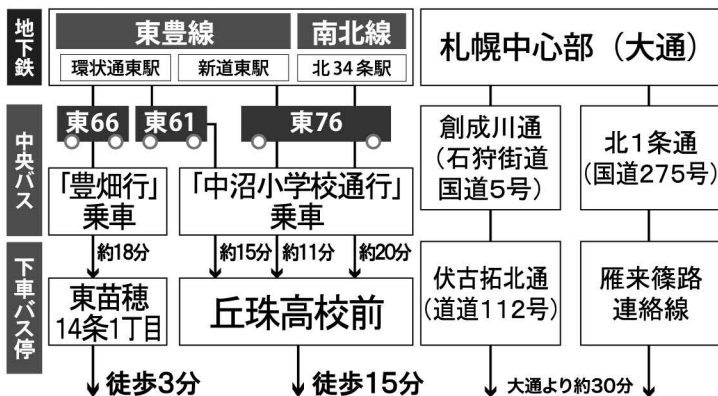 地下鉄
東豊線
南北線
環状通東駅
新道東駅
北34条駅
中央バス
東66
東61
東76
「豊畑行」
乗車
「中沼小学校通行」
乗車
約18分
約15分
約11分
約20分
下車バス停
東苗穂
14条1丁目
丘珠高校前
徒歩3分
徒歩15分
札幌中心部（大通）
創成川通
(石狩街道
国道5号)
北1条通
(国道275号)
伏古拓北通
(道道112号)
雁来篠路
連絡線
大通より約30分